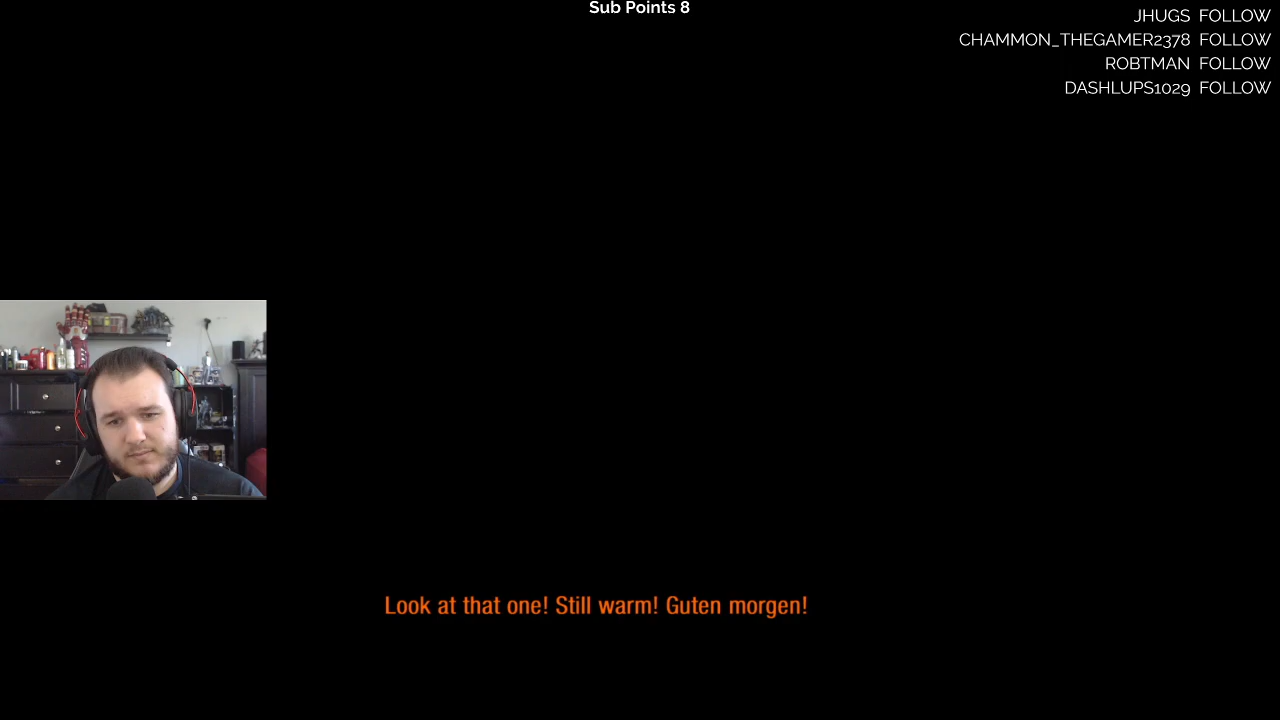 Sub Points 8
JHUGS FOLLOW
CHAMMON_THEGAMER2378 FOLLOW
ROBTMAN FOLLOW
DASHLUPS1029 FOLLOW
Look at that one! Still warm! Guten morgen!